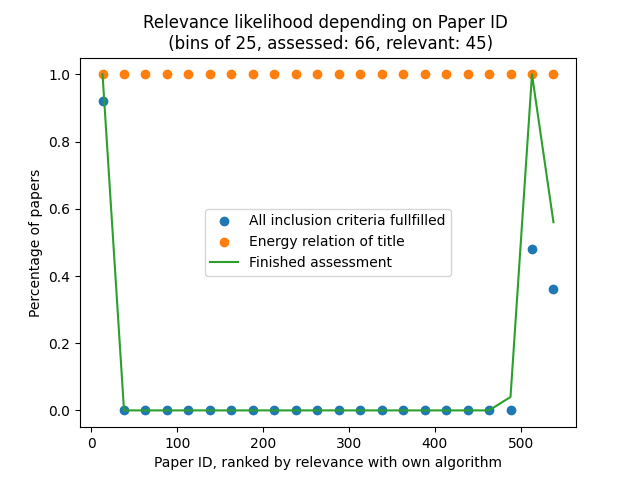 Relevance likelihood depending on Paper ID
(bins of 25, assessed: 66, relevant: 45)
1.0
0.8
0.6
0.4
0.2
0.0
Percentage of papers
All inclusion criteria fullfilled
Energy relation of title
Finished assessment
0 100 200 300 400 500
Paper ID, ranked by relevance with own algorithm